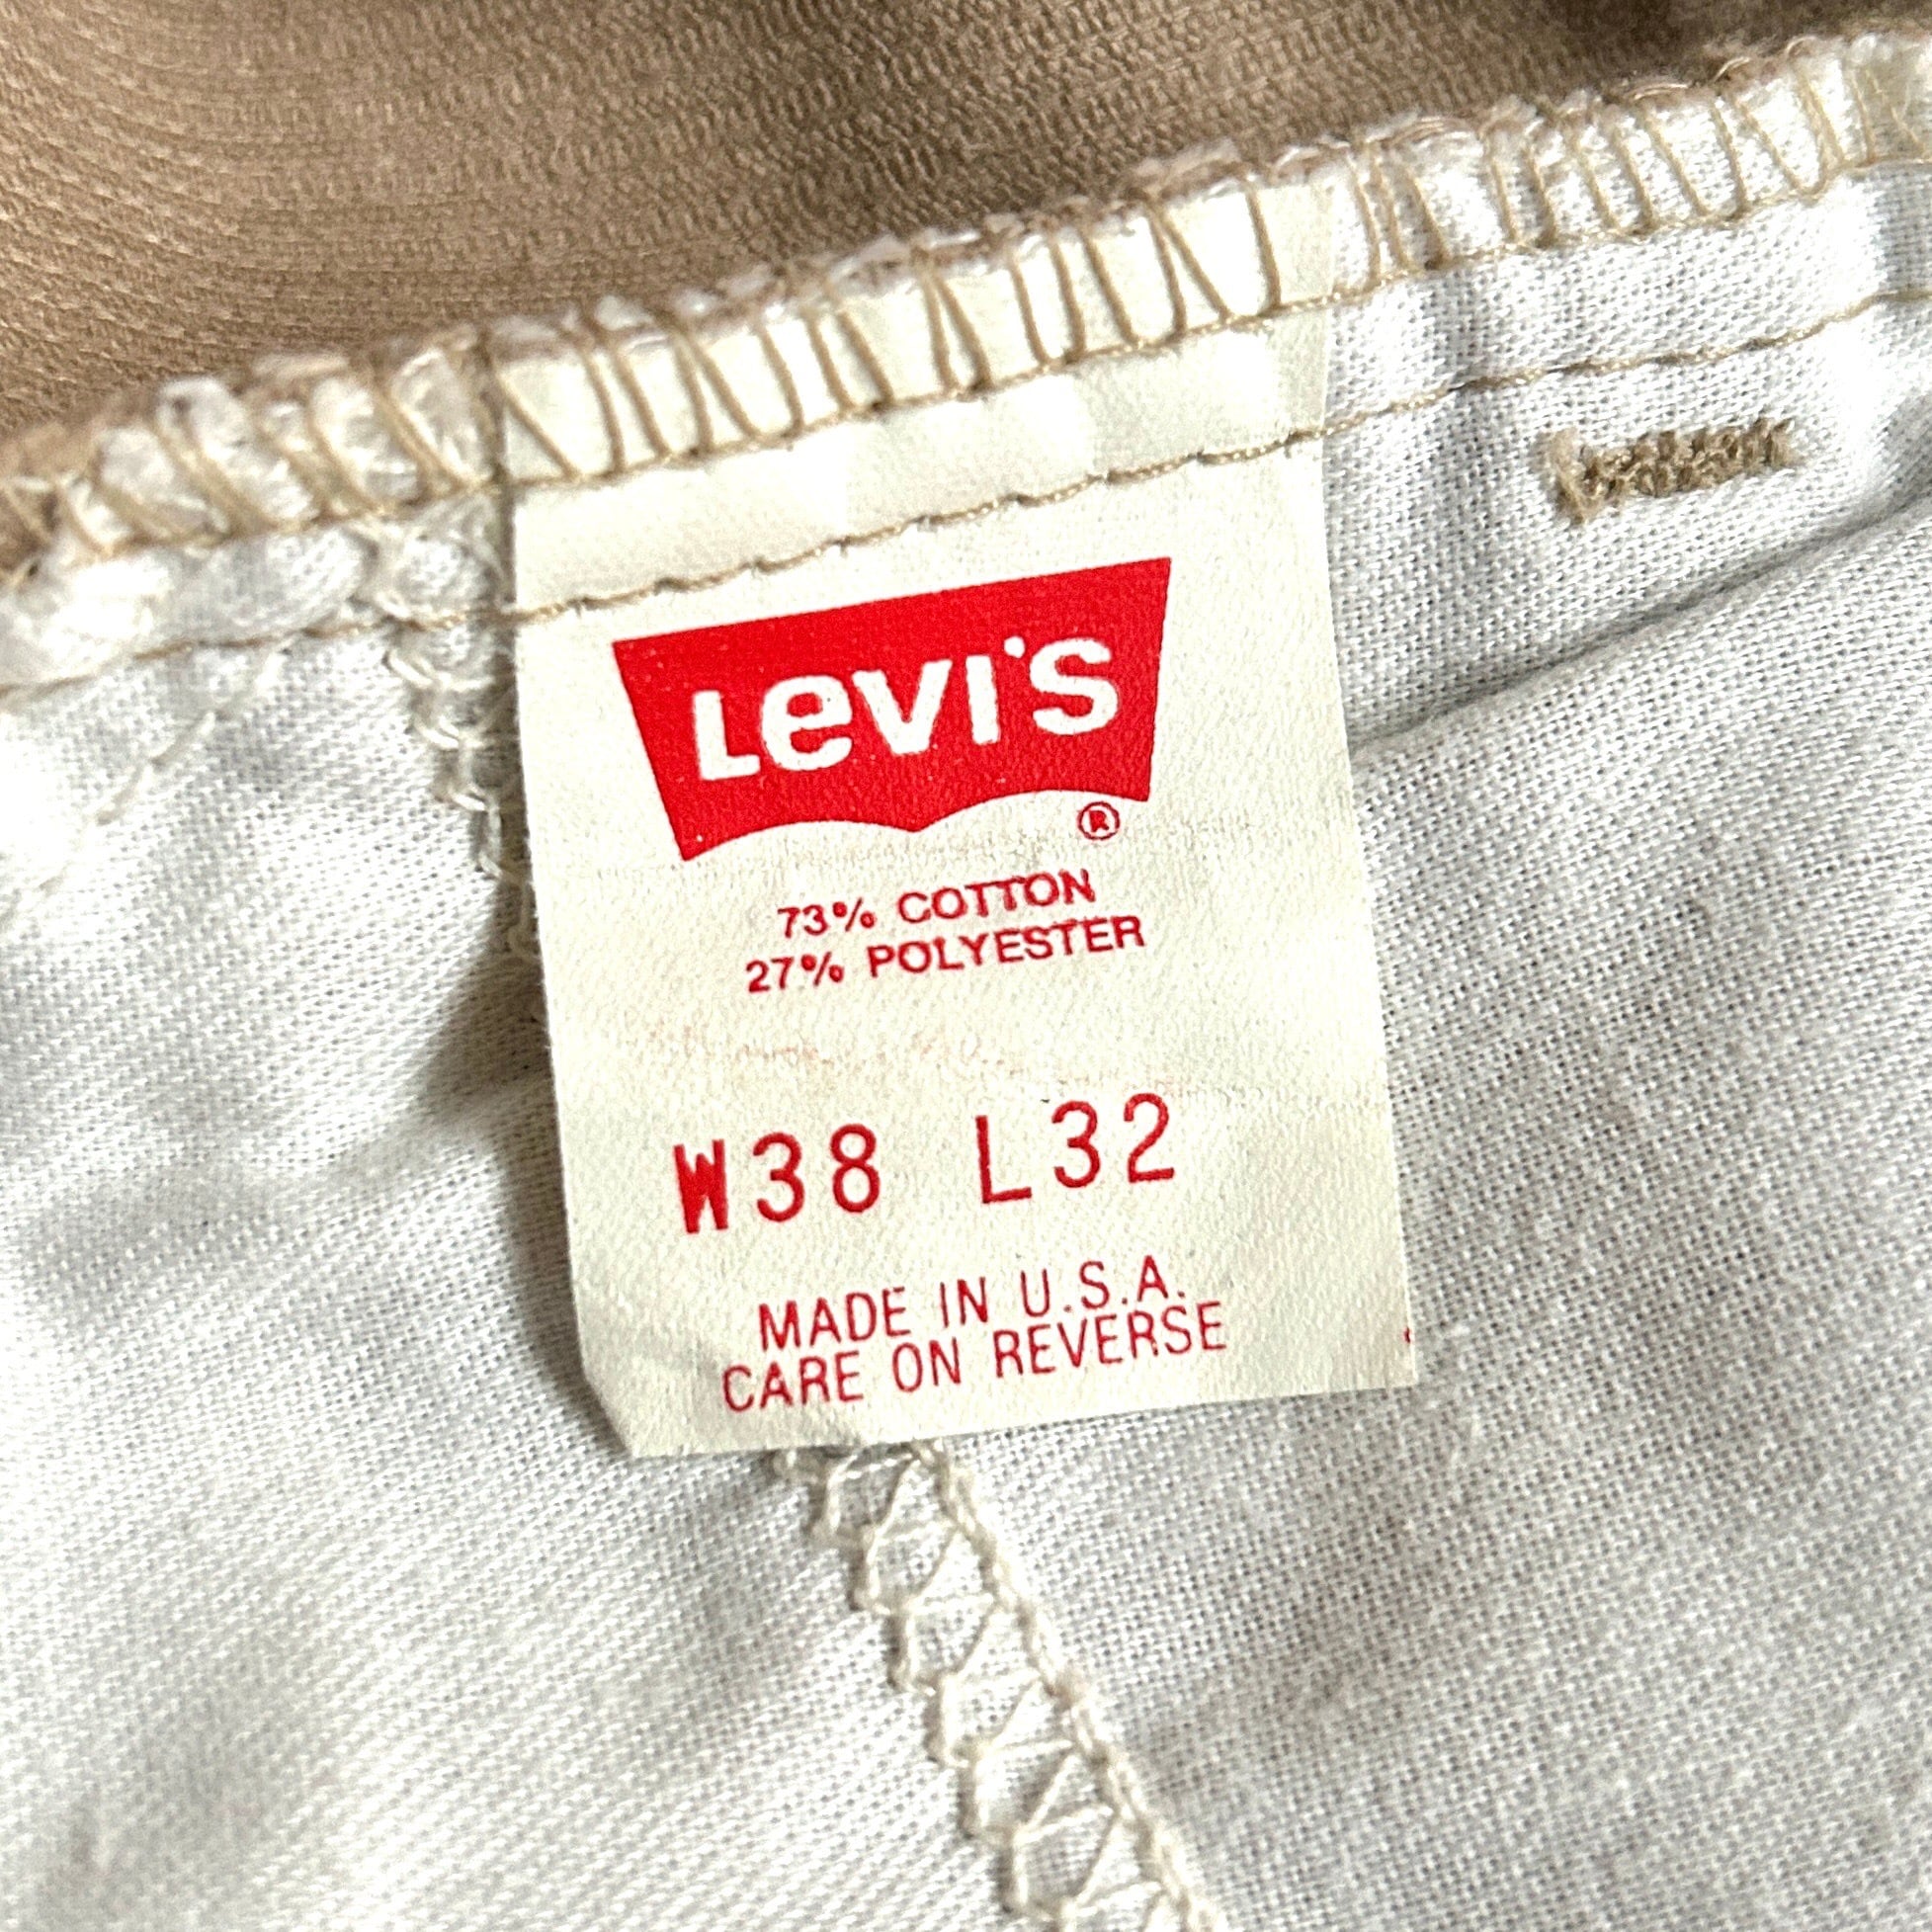 Levi's
®
73% COTTON
27% POLYESTER
W38 L32
MADE IN U.S.A.
CARE ON REVERSE